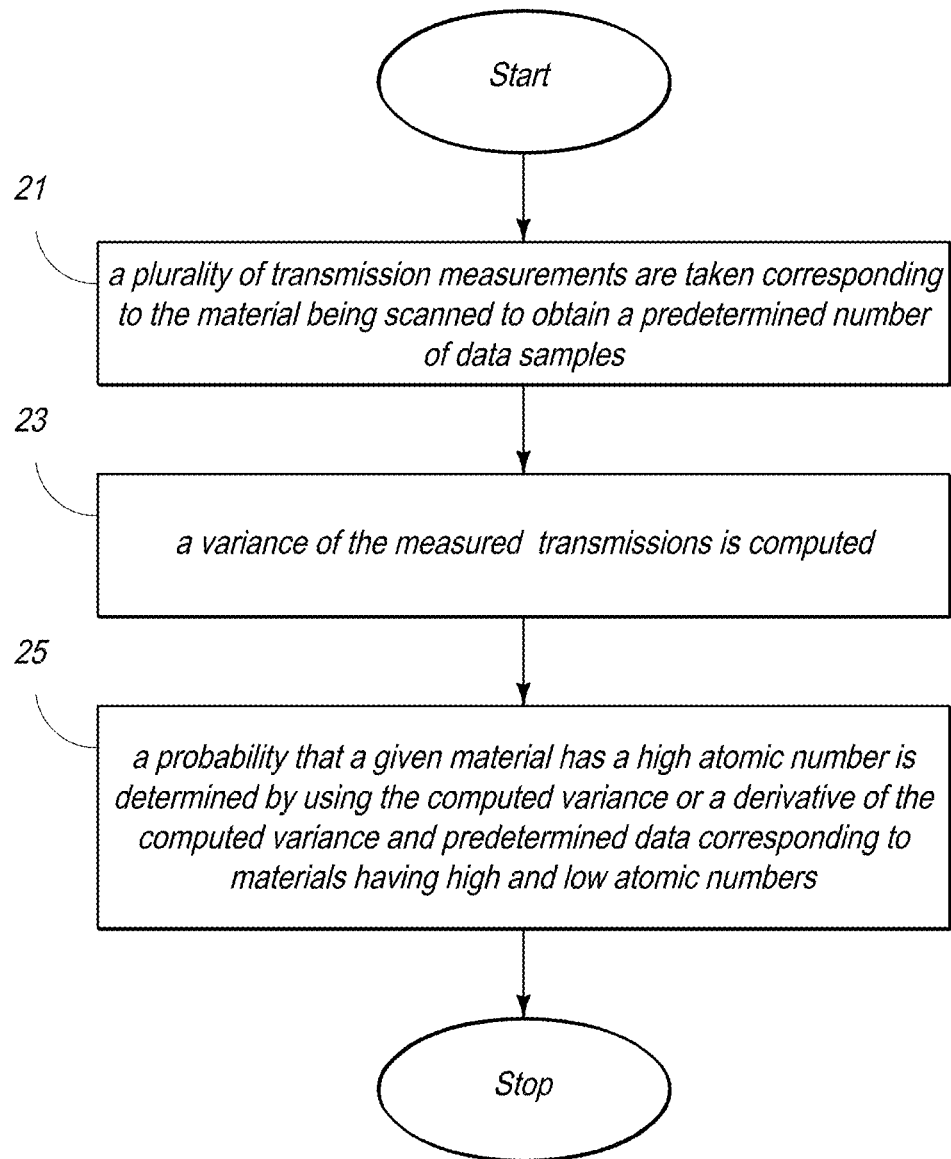 Start
21
a plurality of transmission measurements are taken corresponding
to the material being scanned to obtain a predetermined number
of data samples
23
a variance of the measured transmissions is computed
25
a probability that a given material has a high atomic number is
determined by using the computed variance or a derivative of the
computed variance and predetermined data corresponding to
materials having high and low atomic numbers
Stop